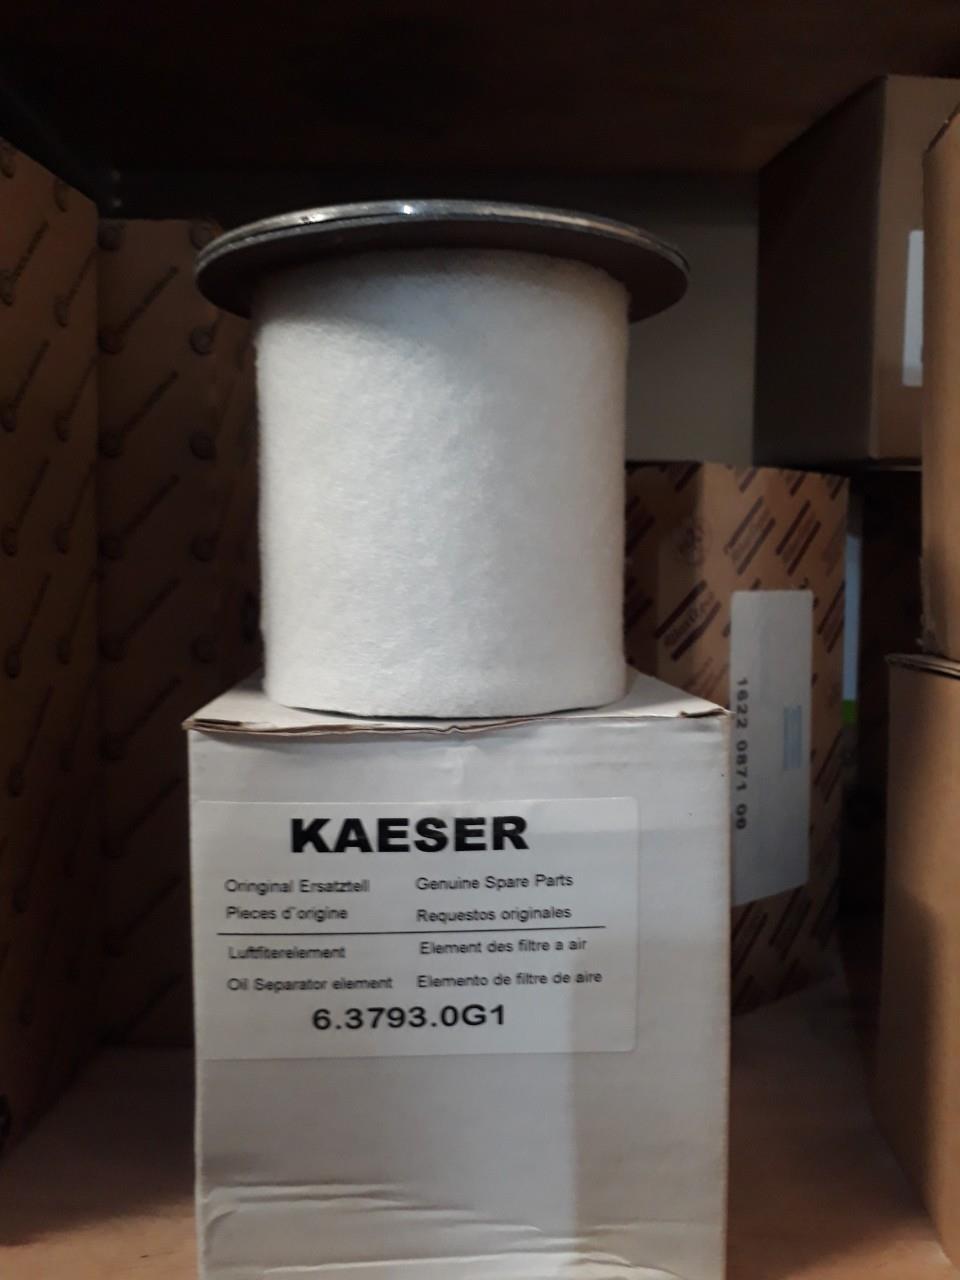 KAESER
Oringinal Ersatzteil Genuine Spare Parts
Pieces d'origine Requestos originales
Luftfiterelement Element des filtre a air
Oil Separator element Elemento de filtre de aire
6.3793.0G1
1622 0871 00